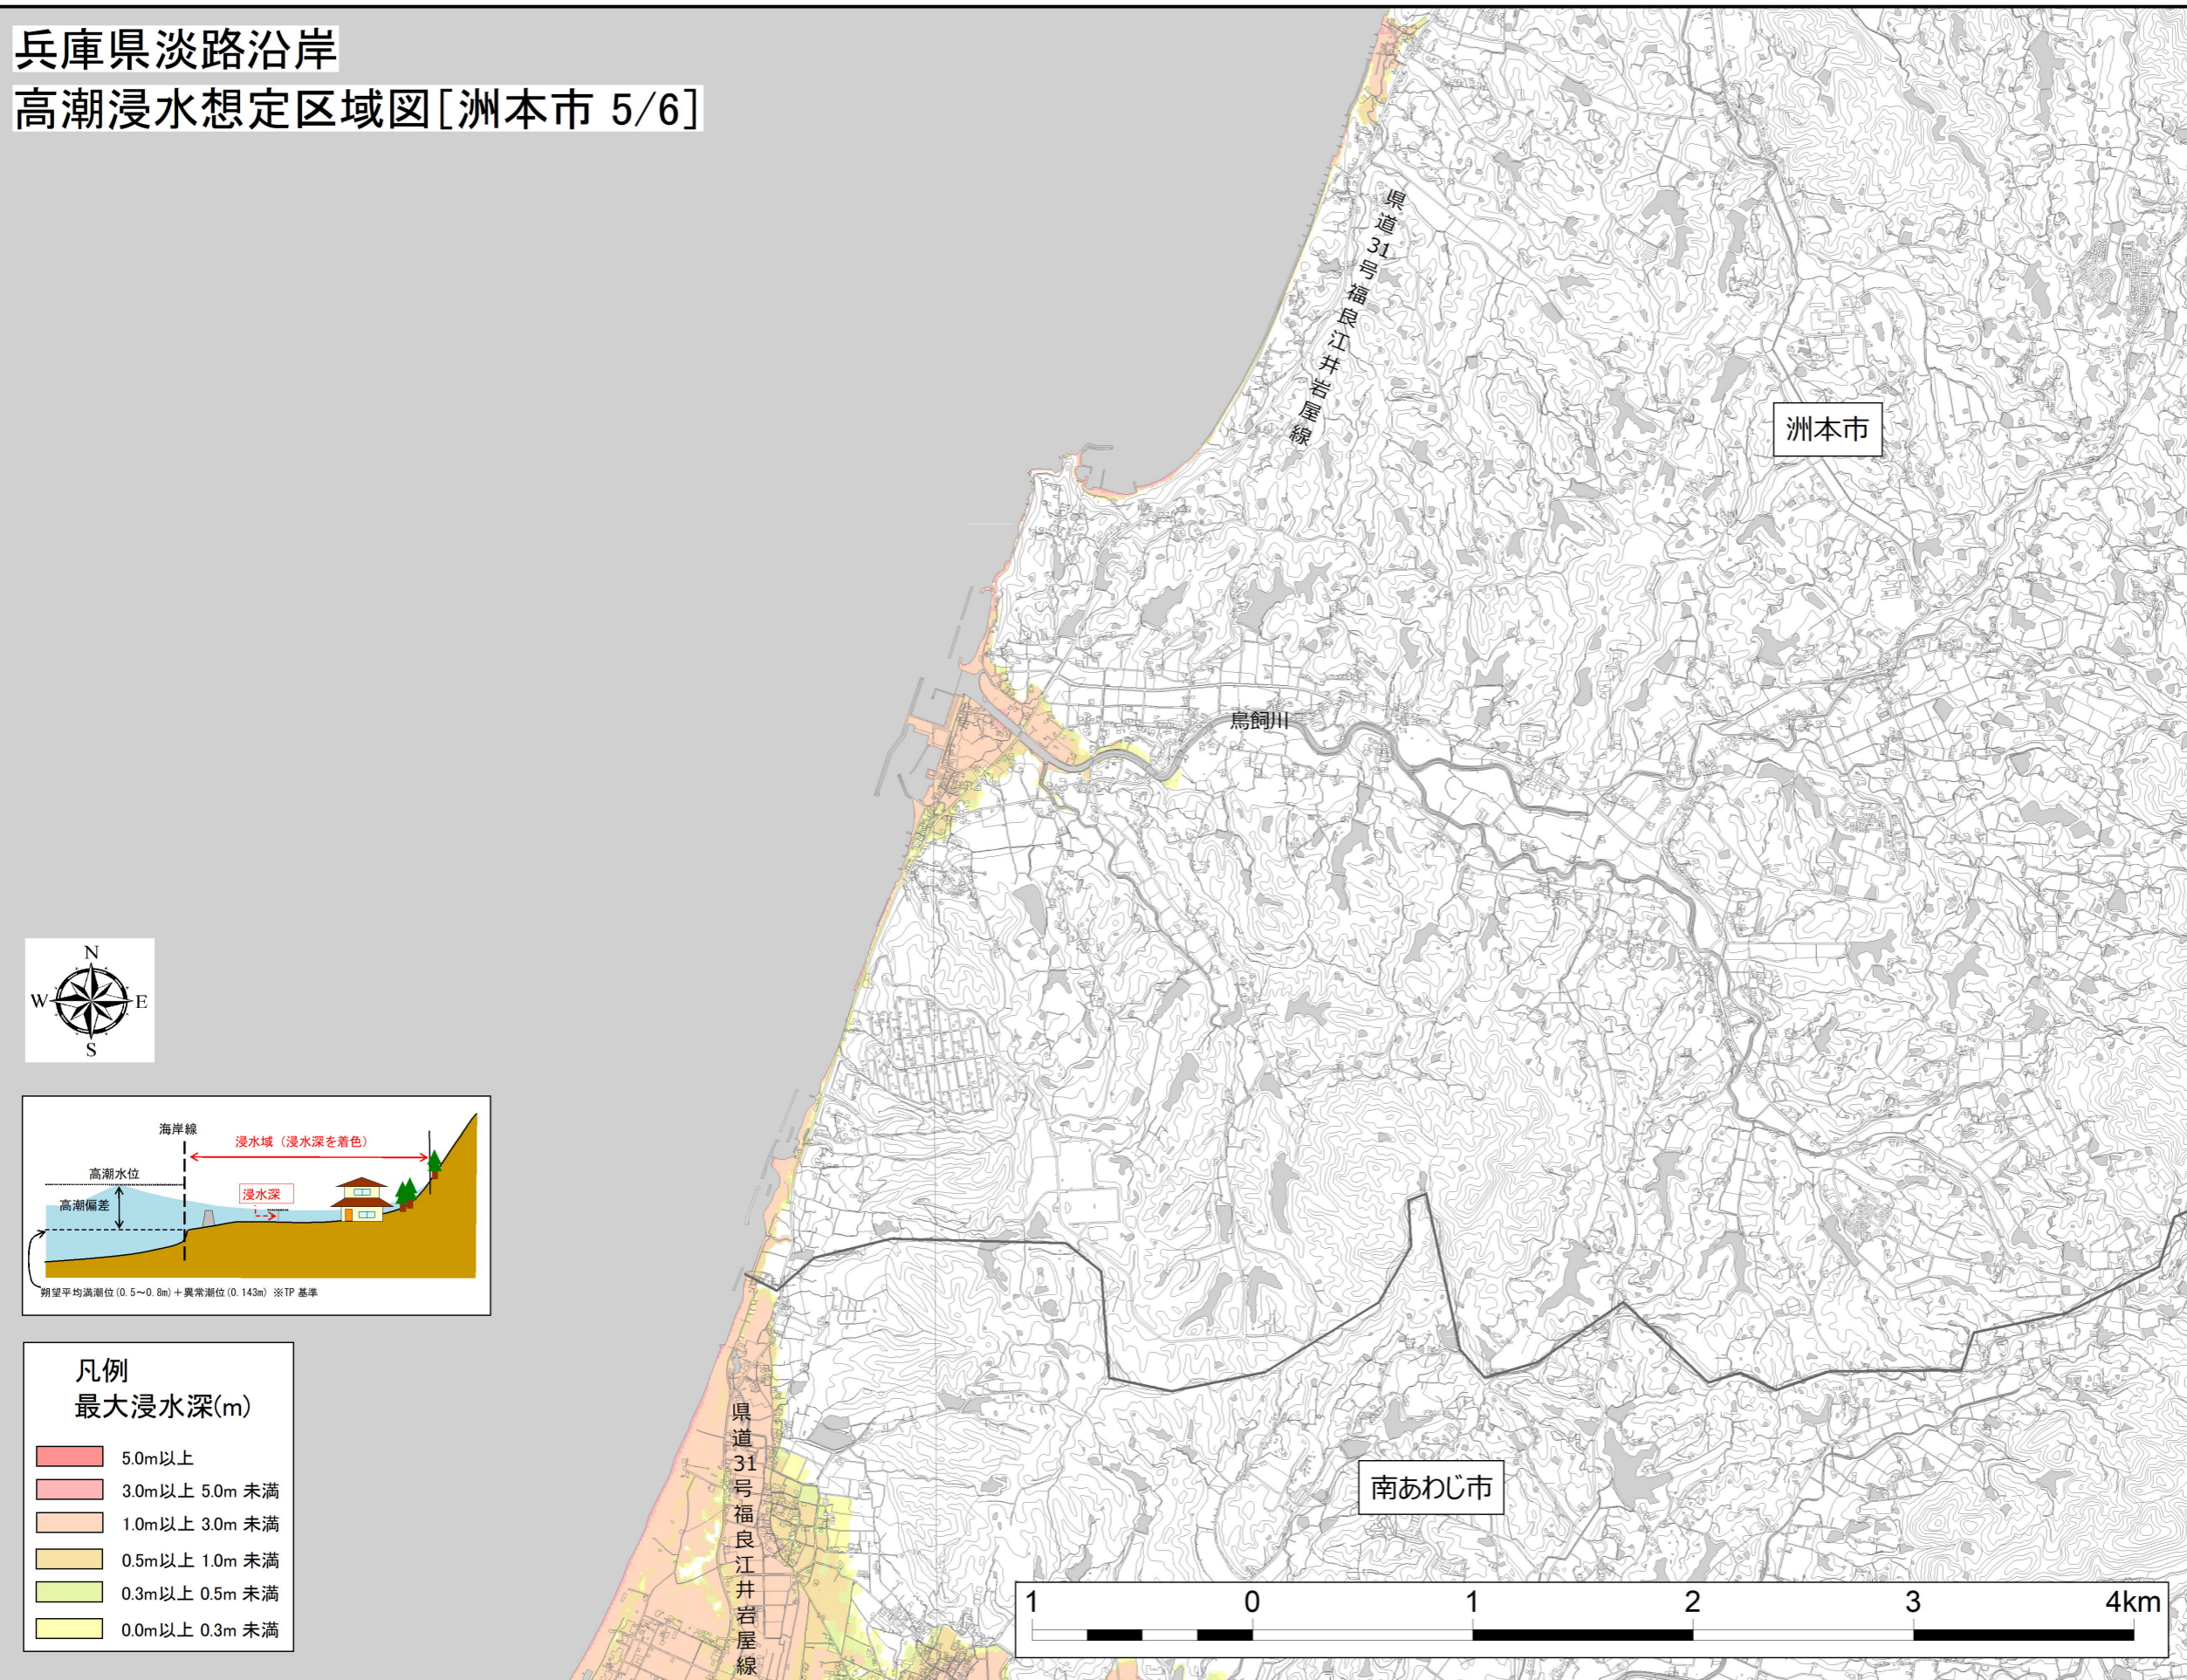 兵庫県淡路沿岸
高潮浸水想定区域図[洲本市 5/6]
県道31号福良江井岩屋線
洲本市
鳥飼川
N
W
E
S
海岸線
浸水域（浸水深を着色）
高潮水位
高潮偏差
浸水深
朔望平均満潮位(0.5～0.8m)＋異常潮位(0.143m) ※TP 基準
凡例
最大浸水深(m)
5.0m以上
3.0m以上 5.0m 未満
1.0m以上 3.0m 未満
0.5m以上 1.0m 未満
0.3m以上 0.5m 未満
0.0m以上 0.3m 未満
県道31号福良江井岩屋線
南あわじ市
1 0 1 2 3 4km